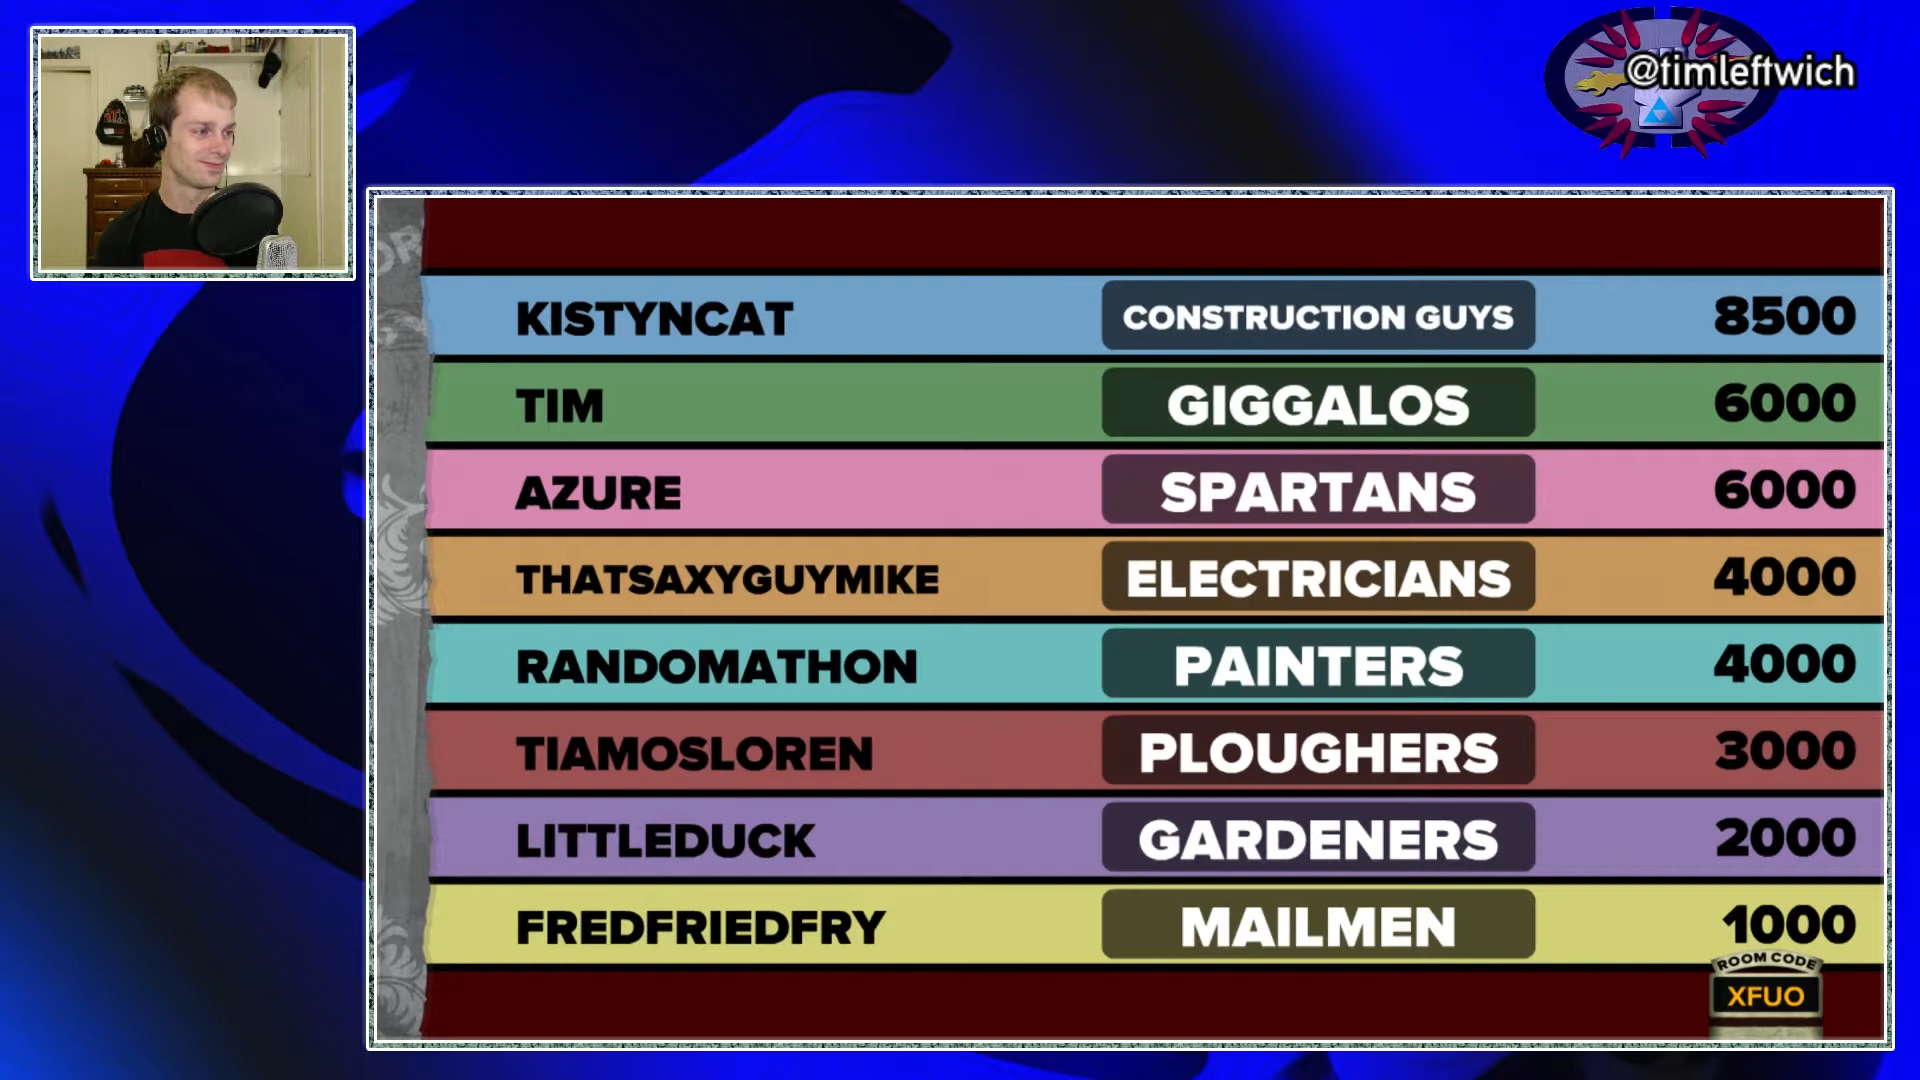 @timleftwich
KISTYNCAT CONSTRUCTION GUYS 8500
TIM GIGGALOS 6000
AZURE SPARTANS 6000
THATSAXYGUYMIKE ELECTRICIANS 4000
RANDOMATHON PAINTERS 4000
TIAMOSLOREN PLOUGHERS 3000
LITTLEDUCK GARDENERS 2000
FREDFRIEDFRY MAILMEN 1000
ROOM CODE
XFUO